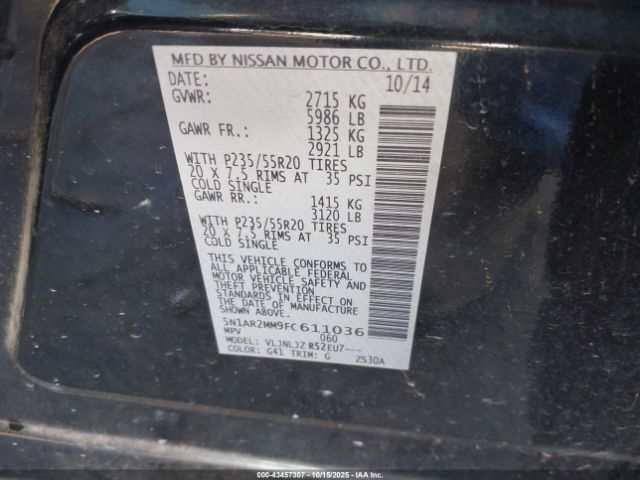 MFD BY NISSAN MOTOR CO., LTD.
DATE: 10/14
GVWR: 2715 KG
5986 LB
GAWR FR.: 1325 KG
2921 LB
WITH P235/55R20 TIRES
20 X 7.5 RIMS AT 35 PSI
COLD SINGLE
GAWR RR.: 1415 KG
3120 LB
WITH P235/55R20 TIRES
20 X 7.5 RIMS AT 35 PSI
COLD SINGLE
THIS VEHICLE CONFORMS TO
ALL APPLICABLE FEDERAL
MOTOR VEHICLE SAFETY AND
THEFT PREVENTION
STANDARDS IN EFFECT ON THE
DATE OF MANUFACTURE
SHOWN ABOVE.
5N1AR2MM9FC611036
MPV 060
MODEL: VLJNLJZ R52EU7---
COLOR: G41 TRIM: G ZS30A
000-43457307 - 10/15/2025 - IAA Inc.